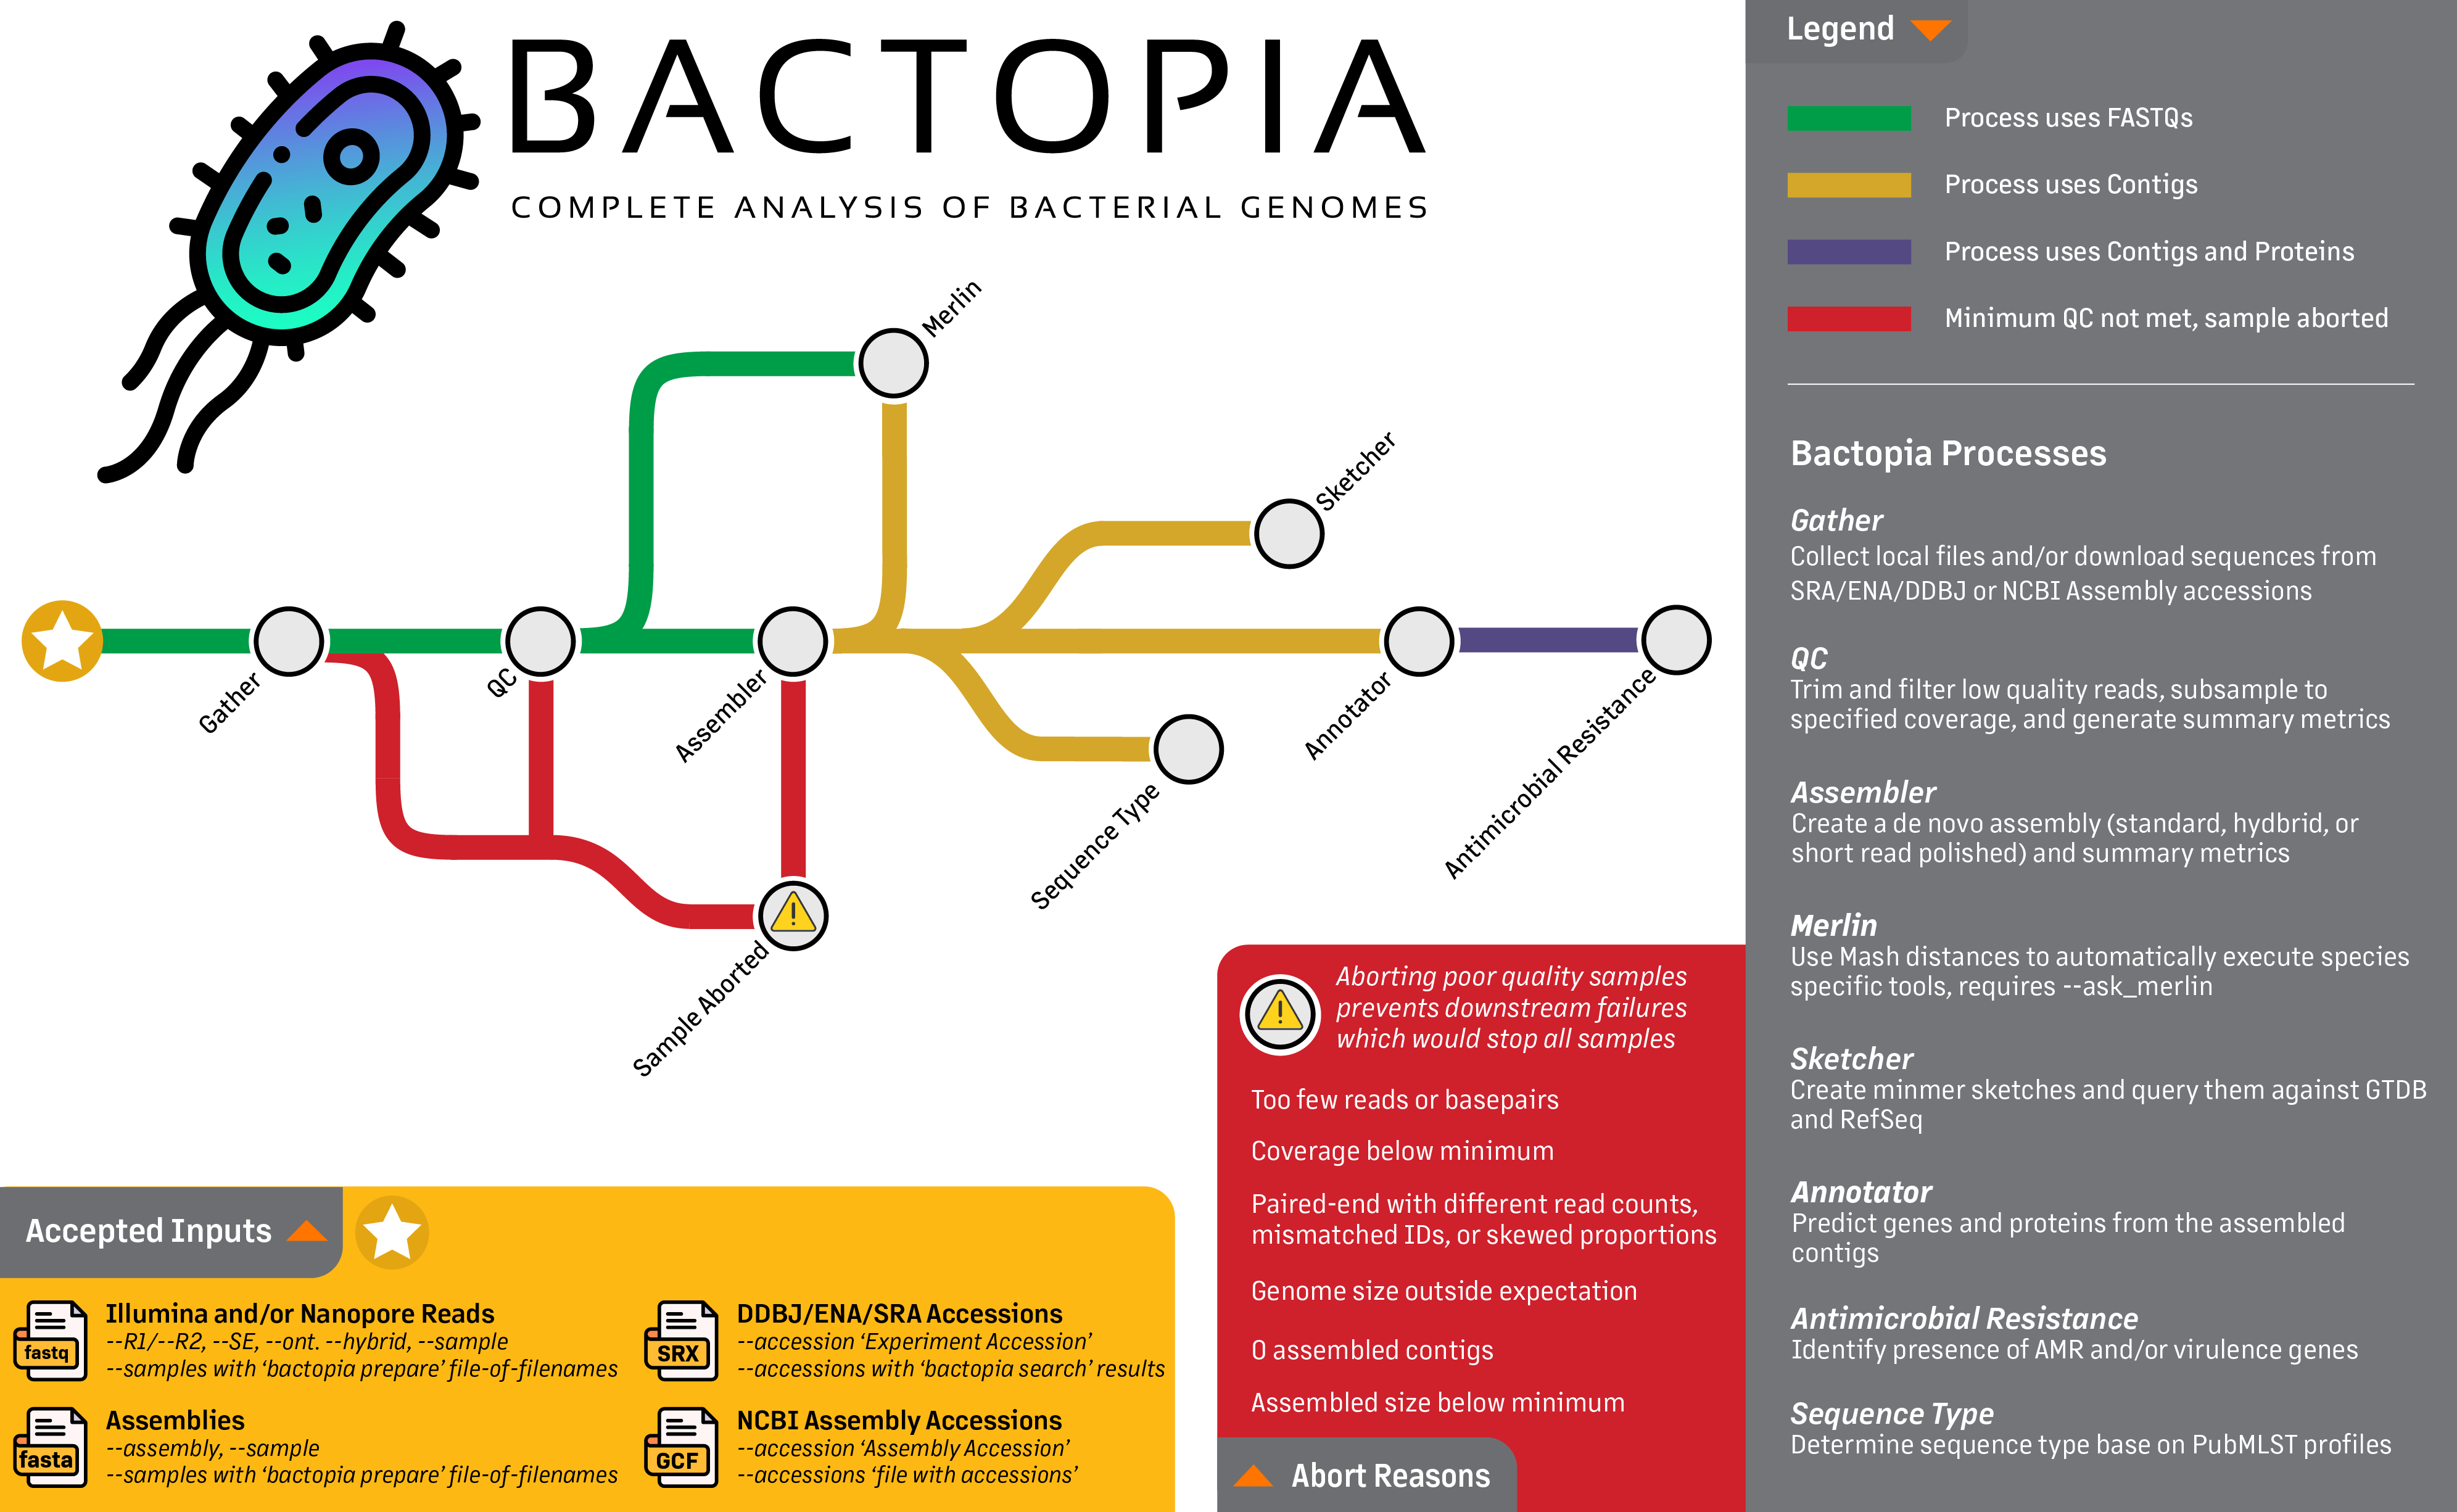 BACTOPIA
COMPLETE ANALYSIS OF BACTERIAL GENOMES
Merlin
Sketcher
Gather
QC
Assembler
Annotator
Antimicrobial Resistance
Sequence Type
Sample Aborted
Legend
Process uses FASTQs
Process uses Contigs
Process uses Contigs and Proteins
Minimum QC not met, sample aborted
Bactopia Processes
Gather
Collect local files and/or download sequences from
SRA/ENA/DDBJ or NCBI Assembly accessions
QC
Trim and filter low quality reads, subsample to
specified coverage, and generate summary metrics
Assembler
Create a de novo assembly (standard, hydbrid, or
short read polished) and summary metrics
Merlin
Use Mash distances to automatically execute species
specific tools, requires --ask_merlin
Sketcher
Create minmer sketches and query them against GTDB
and RefSeq
Annotator
Predict genes and proteins from the assembled
contigs
Antimicrobial Resistance
Identify presence of AMR and/or virulence genes
Sequence Type
Determine sequence type base on PubMLST profiles
Aborting poor quality samples
prevents downstream failures
which would stop all samples
Too few reads or basepairs
Coverage below minimum
Paired-end with different read counts,
mismatched IDs, or skewed proportions
Genome size outside expectation
0 assembled contigs
Assembled size below minimum
Abort Reasons
Accepted Inputs
fastq
Illumina and/or Nanopore Reads
--R1/--R2, --SE, --ont. --hybrid, --sample
--samples with ‘bactopia prepare’ file-of-filenames
SRX
DDBJ/ENA/SRA Accessions
--accession ‘Experiment Accession’
--accessions with ‘bactopia search’ results
fasta
Assemblies
--assembly, --sample
--samples with ‘bactopia prepare’ file-of-filenames
GCF
NCBI Assembly Accessions
--accession ‘Assembly Accession’
--accessions ‘file with accessions’